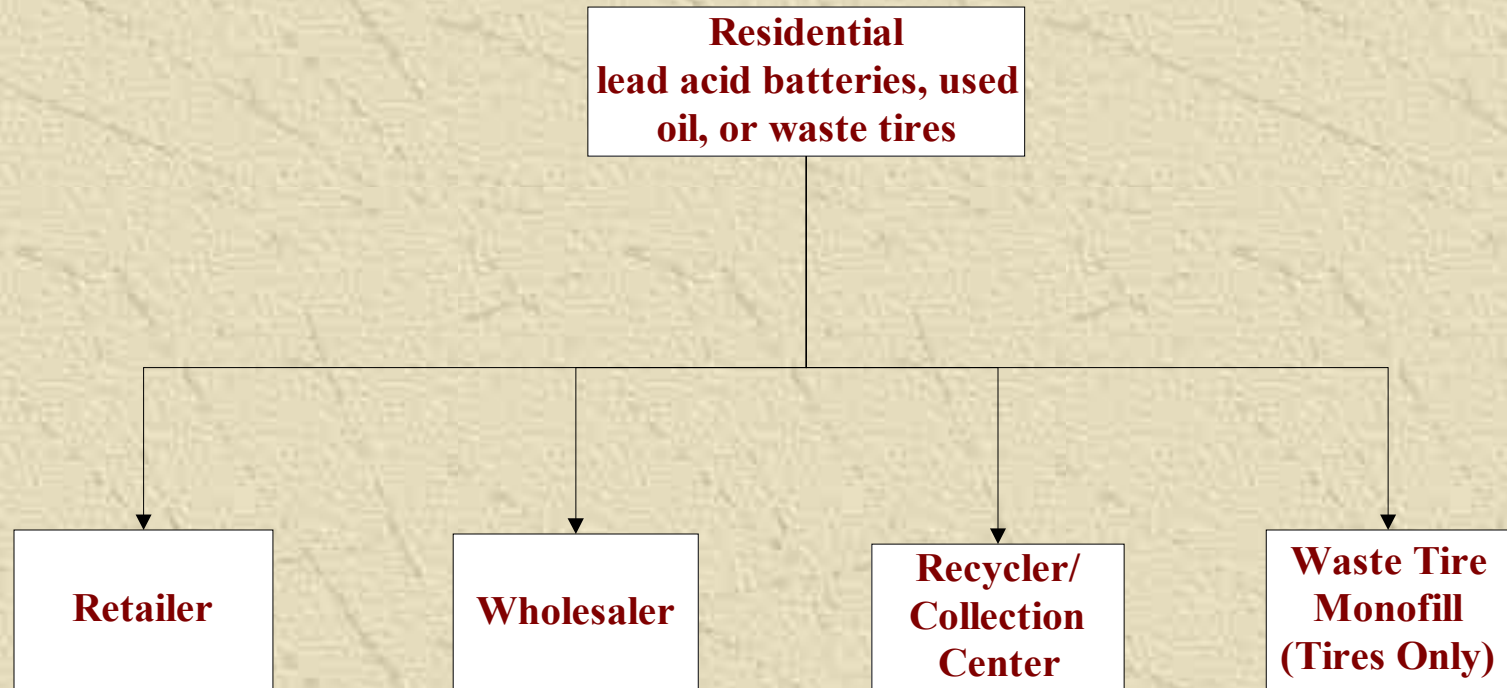 Residential
lead acid batteries, used
oil, or waste tires
Retailer
Wholesaler
Recycler/
Collection
Center
Waste Tire
Monofill
(Tires Only)